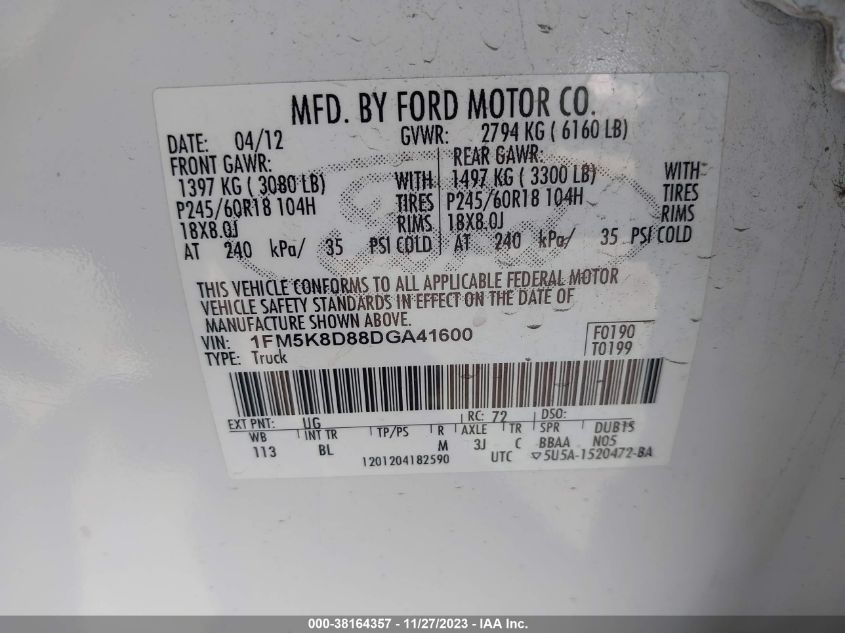 MFD. BY FORD MOTOR CO.
DATE: 04/12 GVWR: 2794 KG ( 6160 LB)
FRONT GAWR: REAR GAWR:
1397 KG ( 3080 LB) WITH 1497 KG ( 3300 LB) WITH
P245/60R18 104H TIRES P245/60R18 104H TIRES
18X8.0J RIMS 18X8.0J RIMS
AT 240 kPa/ 35 PSI COLD AT 240 kPa/ 35 PSI COLD
THIS VEHICLE CONFORMS TO ALL APPLICABLE FEDERAL MOTOR
VEHICLE SAFETY STANDARDS IN EFFECT ON THE DATE OF
MANUFACTURE SHOWN ABOVE.
VIN: 1FM5K8D88DGA41600 F0190
TYPE: Truck T0199
EXT PNT: UG RC: 72 DSO:
WB INT TR TP/PS R AXLE TR SPR DUB15
113 BL M 3J C BBAA N05
1201204182590 UTC ▽5U5A-1520472-BA
000-38164357 - 11/27/2023 - IAA Inc.